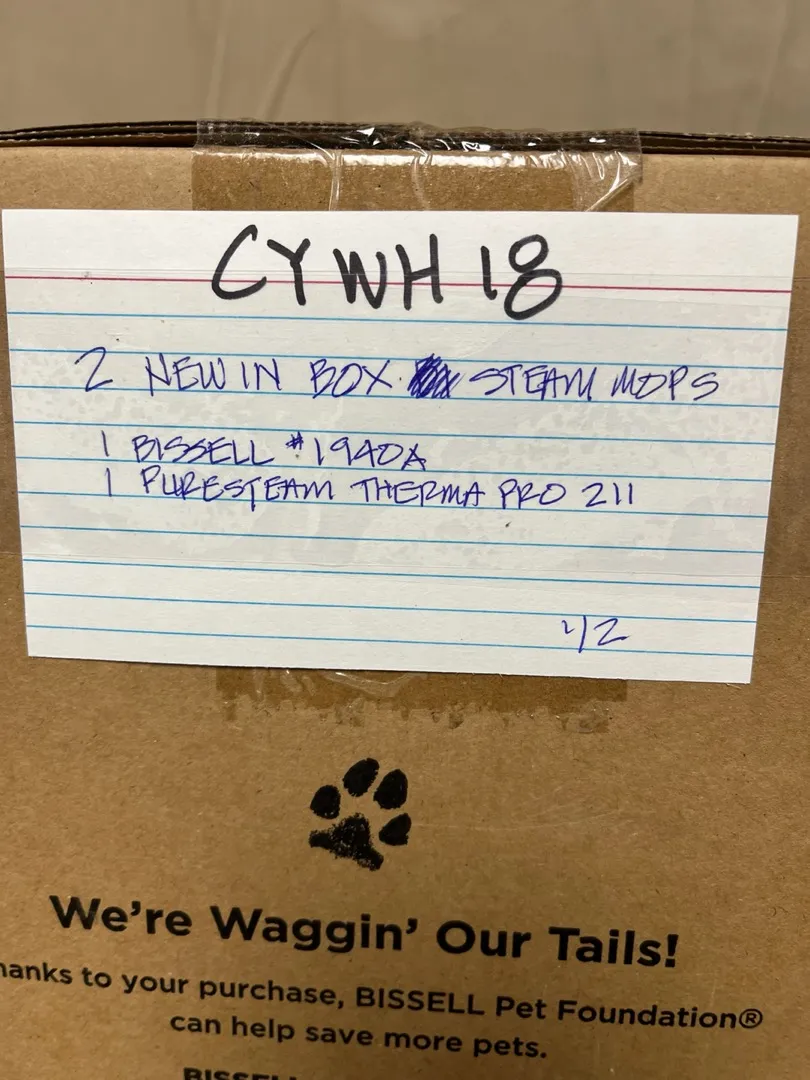 CYWH 18
2 NEW IN BOX STEAM MOPS
1 BISSELL #1940A
1 PURESTEAM THERMA PRO 211
1/2
We're Waggin' Our Tails!
hanks to your purchase, BISSELL Pet Foundation®
can help save more pets.
BISSELL